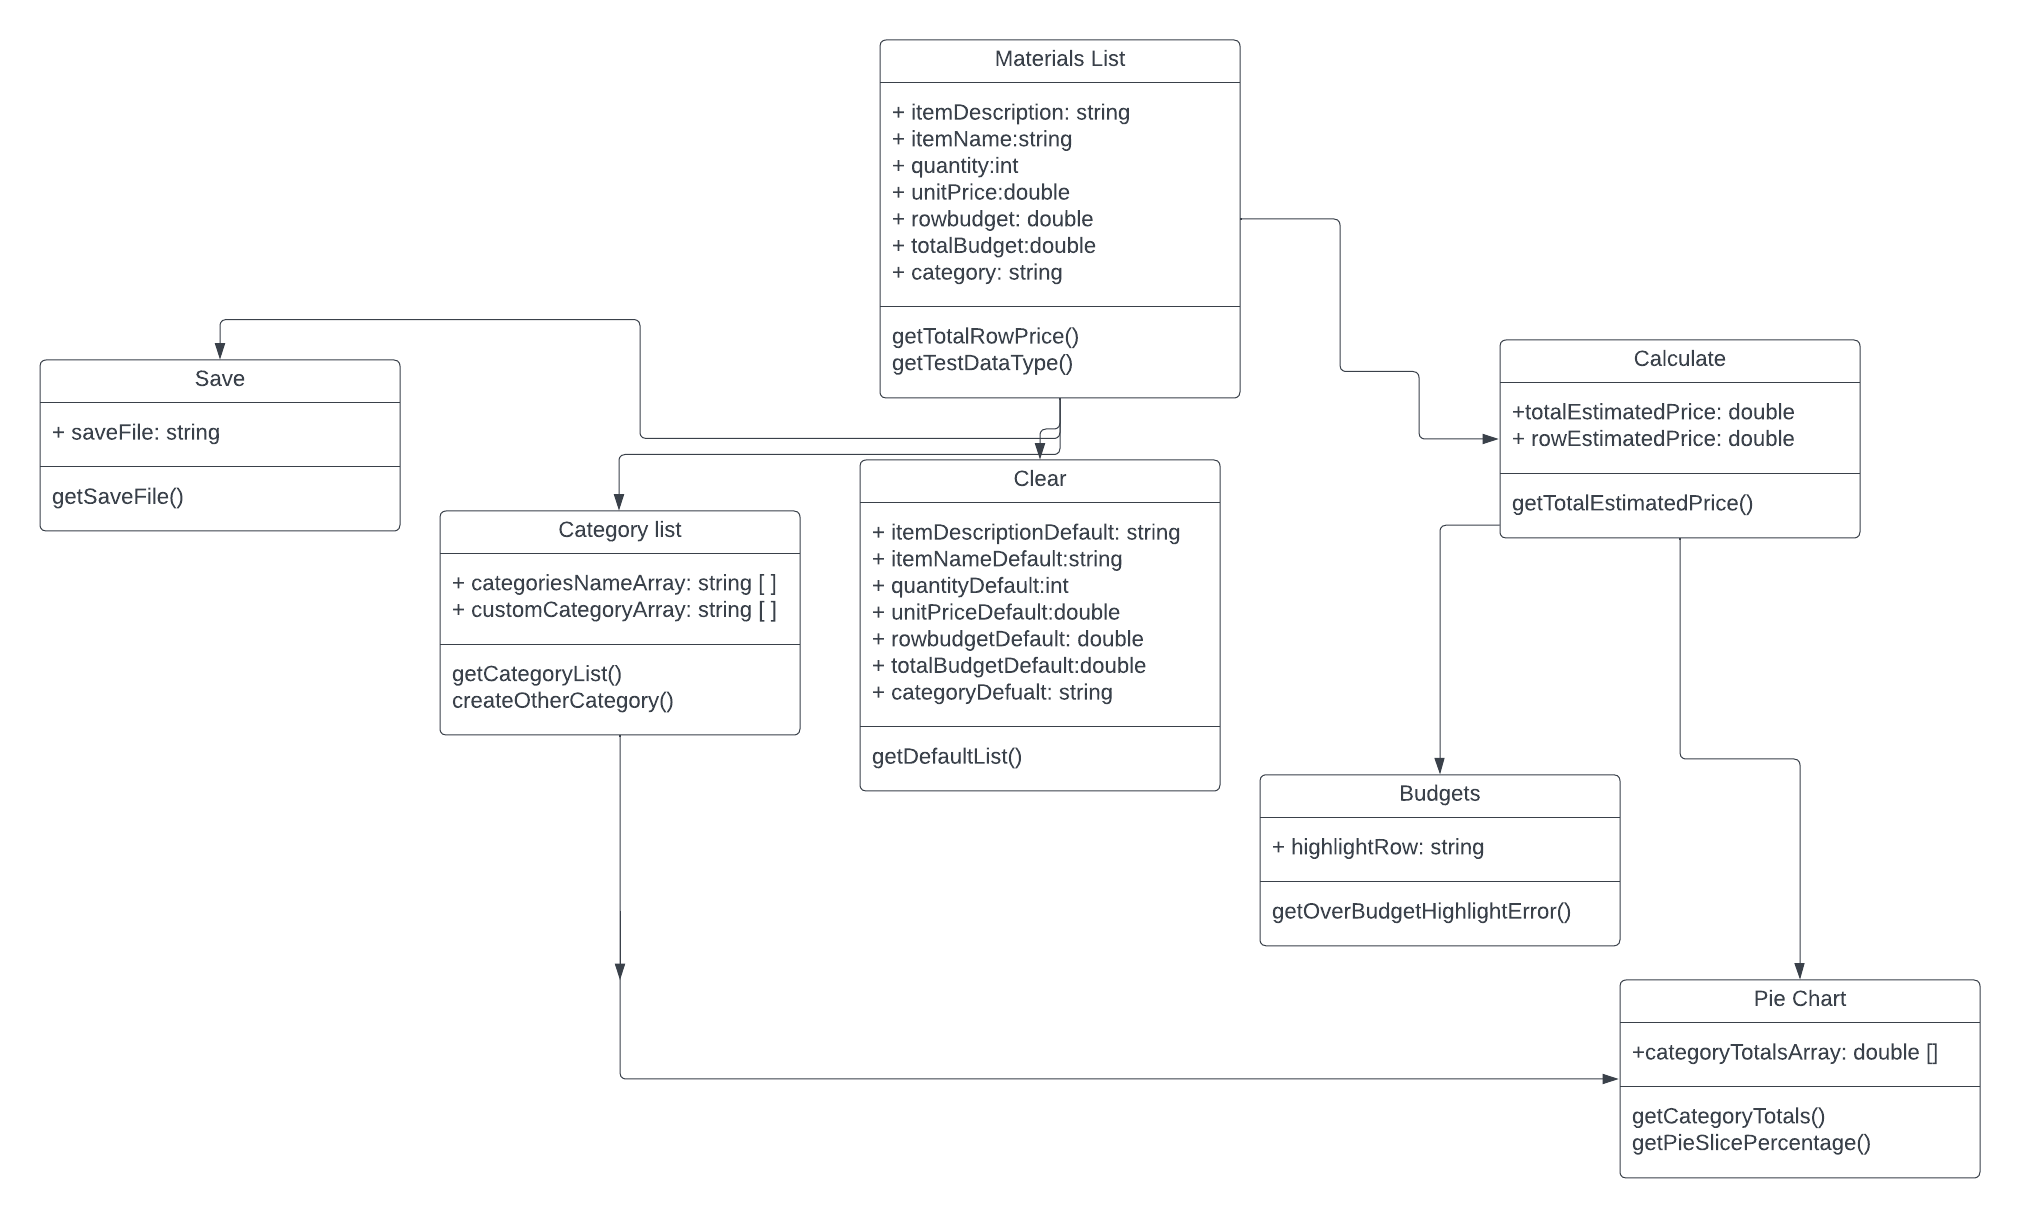 Materials List
+ itemDescription: string
+ itemName:string
+ quantity:int
+ unitPrice:double
+ rowbudget: double
+ totalBudget:double
+ category: string
getTotalRowPrice()
getTestDataType()
Save
+ saveFile: string
getSaveFile()
Category list
+ categoriesNameArray: string [ ]
+ customCategoryArray: string [ ]
getCategoryList()
createOtherCategory()
Clear
+ itemDescriptionDefault: string
+ itemNameDefault:string
+ quantityDefault:int
+ unitPriceDefault:double
+ rowbudgetDefault: double
+ totalBudgetDefault:double
+ categoryDefualt: string
getDefaultList()
Calculate
+totalEstimatedPrice: double
+ rowEstimatedPrice: double
getTotalEstimatedPrice()
Budgets
+ highlightRow: string
getOverBudgetHighlightError()
Pie Chart
+categoryTotalsArray: double []
getCategoryTotals()
getPieSlicePercentage()